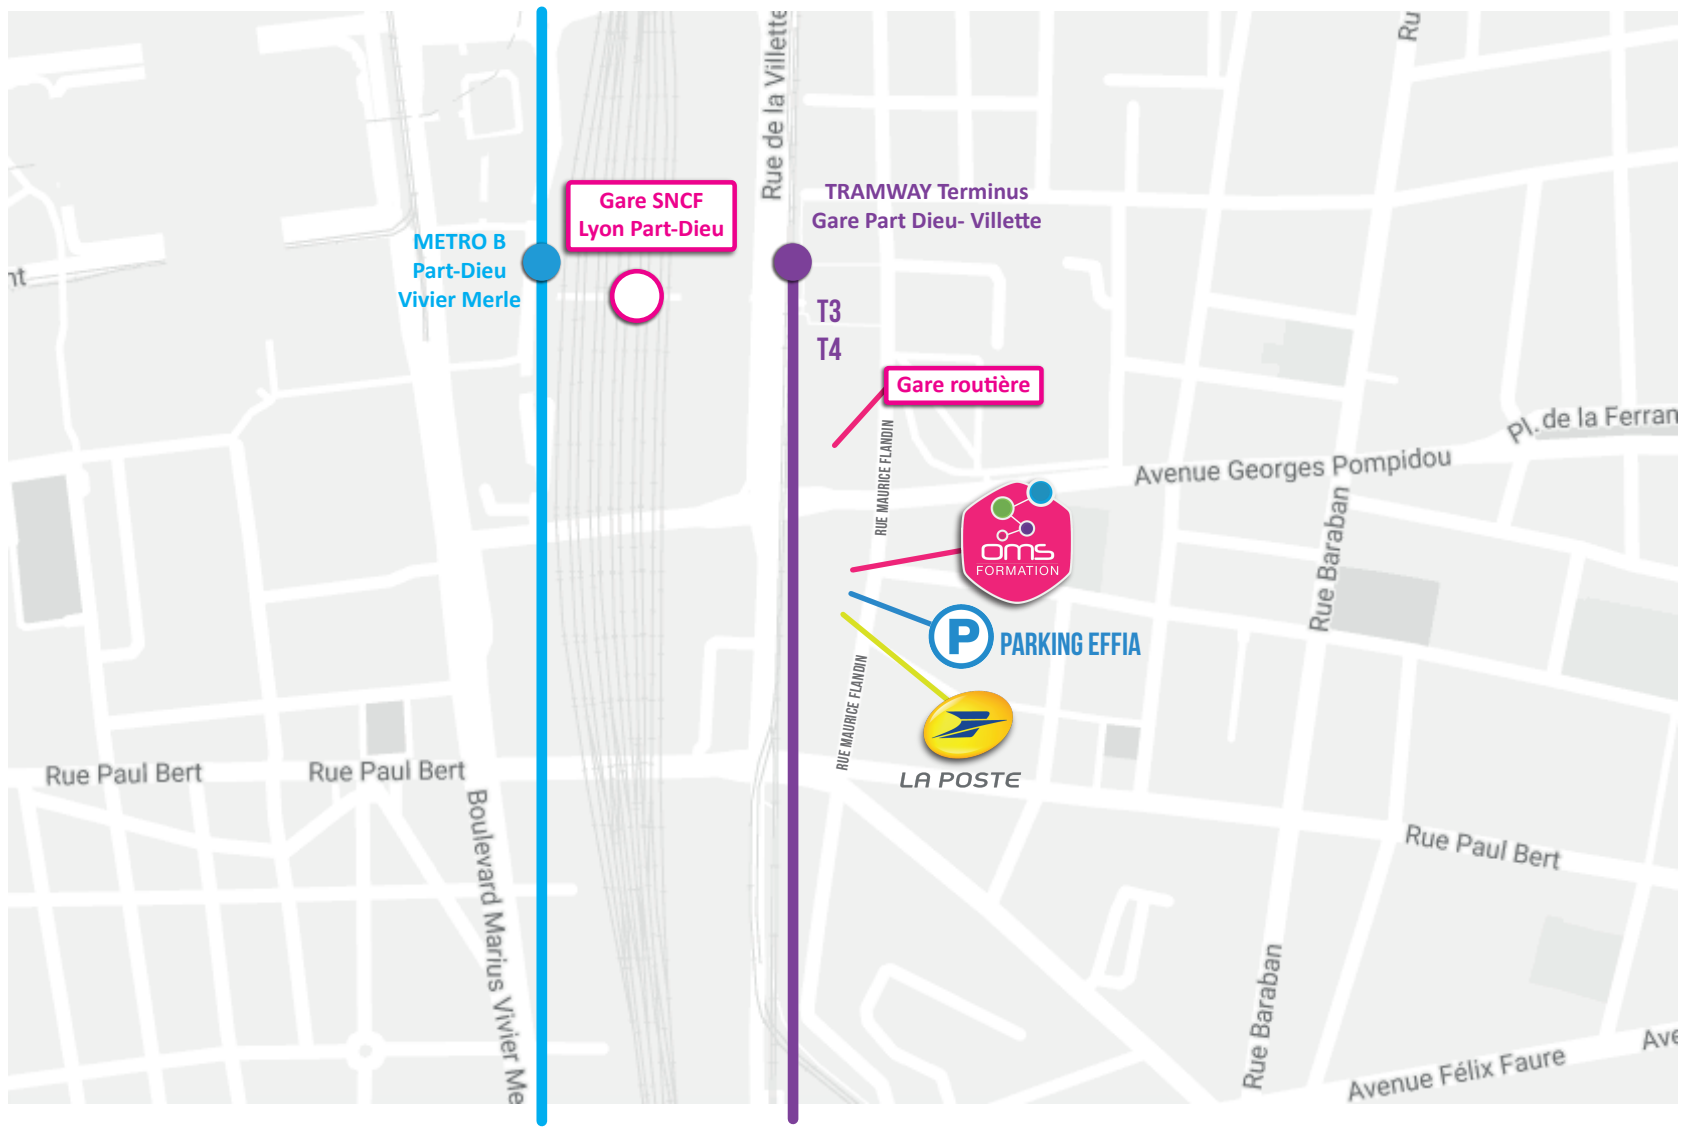 Rue de la Villette
Ru
TRAMWAY Terminus
Gare Part Dieu- Villette
Gare SNCF
Lyon Part-Dieu
METRO B
Part-Dieu
Vivier Merle
nt
T3
T4
Gare routière
RUE MAURICE FLANDIN
Pl. de la Ferran
Avenue Georges Pompidou
Rue Baraban
oms
FORMATION
P PARKING EFFIA
RUE MAURICE FLANDIN
LA POSTE
Rue Paul Bert
Rue Paul Bert
Boulevard Marius Vivier Me
Rue Paul Bert
Rue Baraban
Avenue Félix Faure
Ave